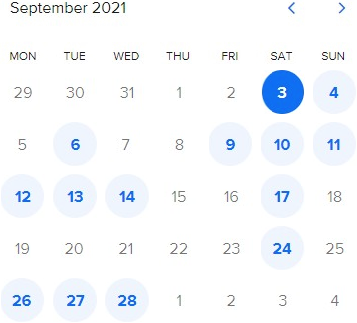 September 2021
MON TUE WED THU FRI SAT SUN
29 30 31 1 2 3 4
5 6 7 8 9 10 11
12 13 14 15 16 17 18
19 20 21 22 23 24 25
26 27 28 1 2 3 4